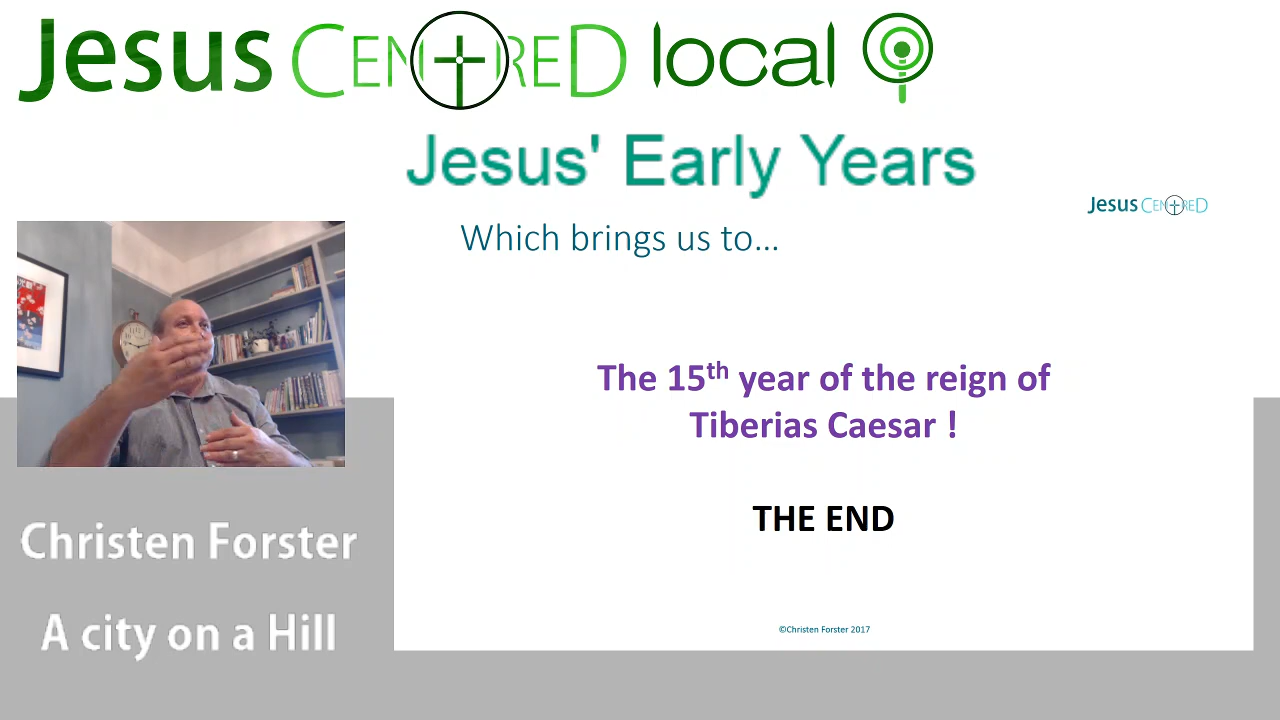 Jesus CENTRED local
Jesus' Early Years
Jesus CENTRED
Which brings us to...
The 15th year of the reign of
Tiberias Caesar !
THE END
Christen Forster
A city on a Hill
©Christen Forster 2017